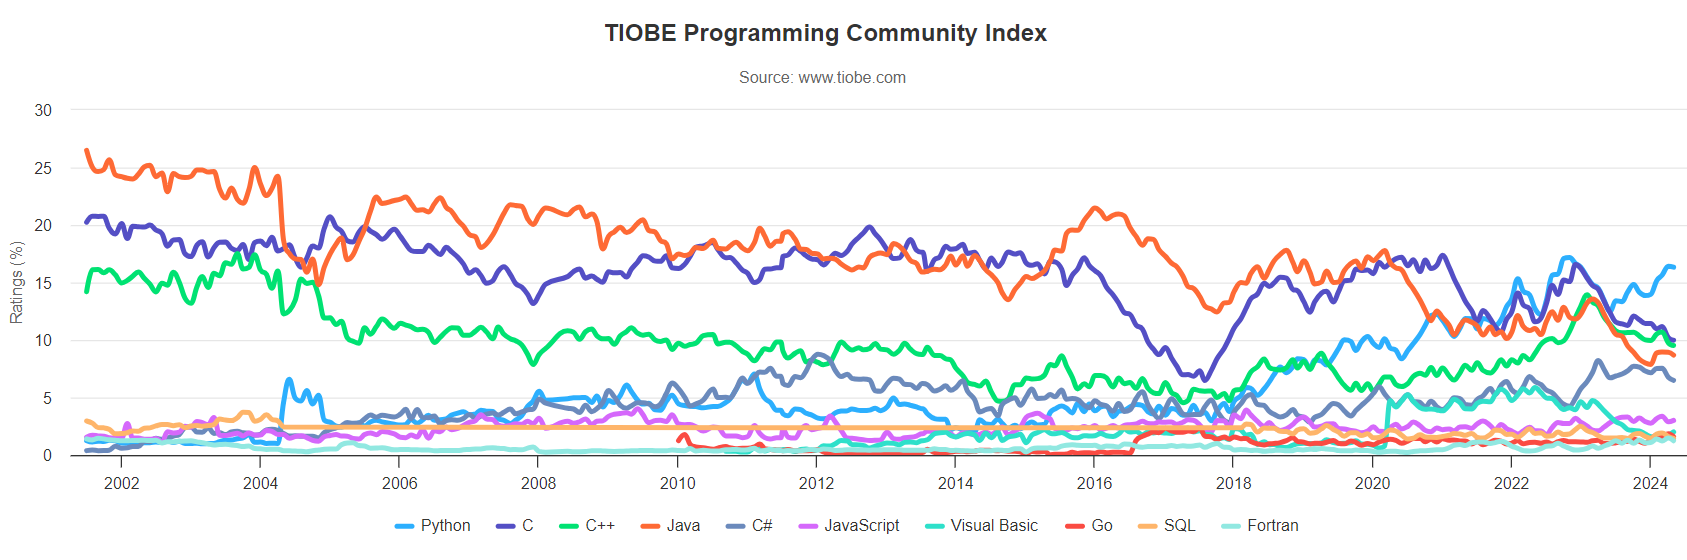 TIOBE Programming Community Index
Source: www.tiobe.com
Ratings (%)
30
25
20
15
10
5
0
2002 2004 2006 2008 2010 2012 2014 2016 2018 2020 2022 2024
Python C C++ Java C# JavaScript Visual Basic Go SQL Fortran